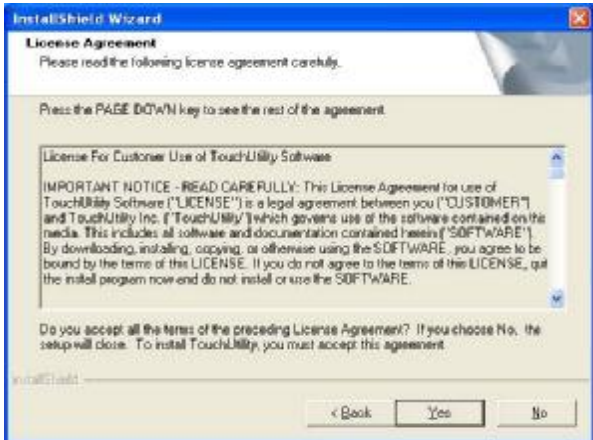 InstallShield Wizard
License Agreement
Please read the following license agreement carefully.
Press the PAGE DOWN key to see the rest of the agreement.
License For Customer Use of TouchUtility Software
IMPORTANT NOTICE - READ CAREFULLY: This License Agreement for use of
TouchUtility Software ("LICENSE") is a legal agreement between you ("CUSTOMER")
and TouchUtility Inc. ("TouchUtility") which governs use of the software contained on this
media. This includes all software and documentation contained herein ("SOFTWARE").
By downloading, installing, copying, or otherwise using the SOFTWARE, you agree to be
bound by the terms of this LICENSE. If you do not agree to the terms of this LICENSE, quit
the install program now and do not install or use the SOFTWARE.
Do you accept all the terms of the preceding License Agreement? If you choose No, the
setup will close. To install TouchUtility, you must accept this agreement.
InstallShield
< Back
Yes
No